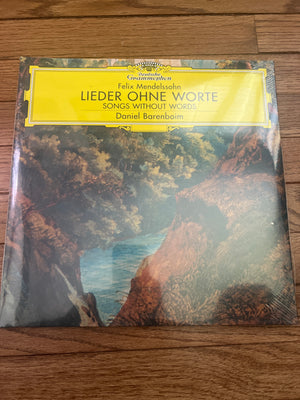 Deutsche
Grammophon
Felix Mendelssohn
LIEDER OHNE WORTE
SONGS WITHOUT WORDS
Daniel Barenboim